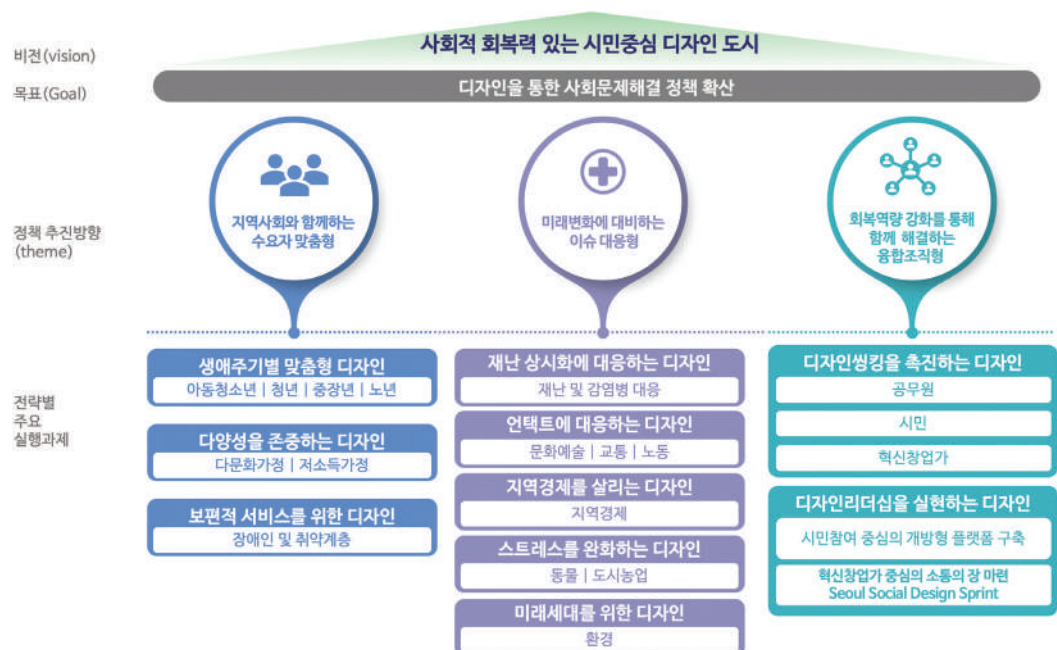 비전(vision)
사회적 회복력 있는 시민중심 디자인 도시
목표(Goal)
디자인을 통한 사회문제해결 정책 확산
정책 추진방향
(theme)
지역사회와 함께하는
수요자 맞춤형
미래변화에 대비하는
이슈 대응형
회복역량 강화를 통해
함께 해결하는
융합조직형
전략별
주요
실행과제
생애주기별 맞춤형 디자인
아동청소년 | 청년 | 중장년 | 노년
다양성을 존중하는 디자인
다문화가정 | 저소득가정
보편적 서비스를 위한 디자인
장애인 및 취약계층
재난 상시화에 대응하는 디자인
재난 및 감염병 대응
언택트에 대응하는 디자인
문화예술 | 교통 | 노동
지역경제를 살리는 디자인
지역경제
스트레스를 완화하는 디자인
동물 | 도시농업
미래세대를 위한 디자인
환경
디자인씽킹을 촉진하는 디자인
공무원
시민
혁신창업가
디자인리더십을 실현하는 디자인
시민참여 중심의 개방형 플랫폼 구축
혁신창업가 중심의 소통의 장 마련
Seoul Social Design Sprint